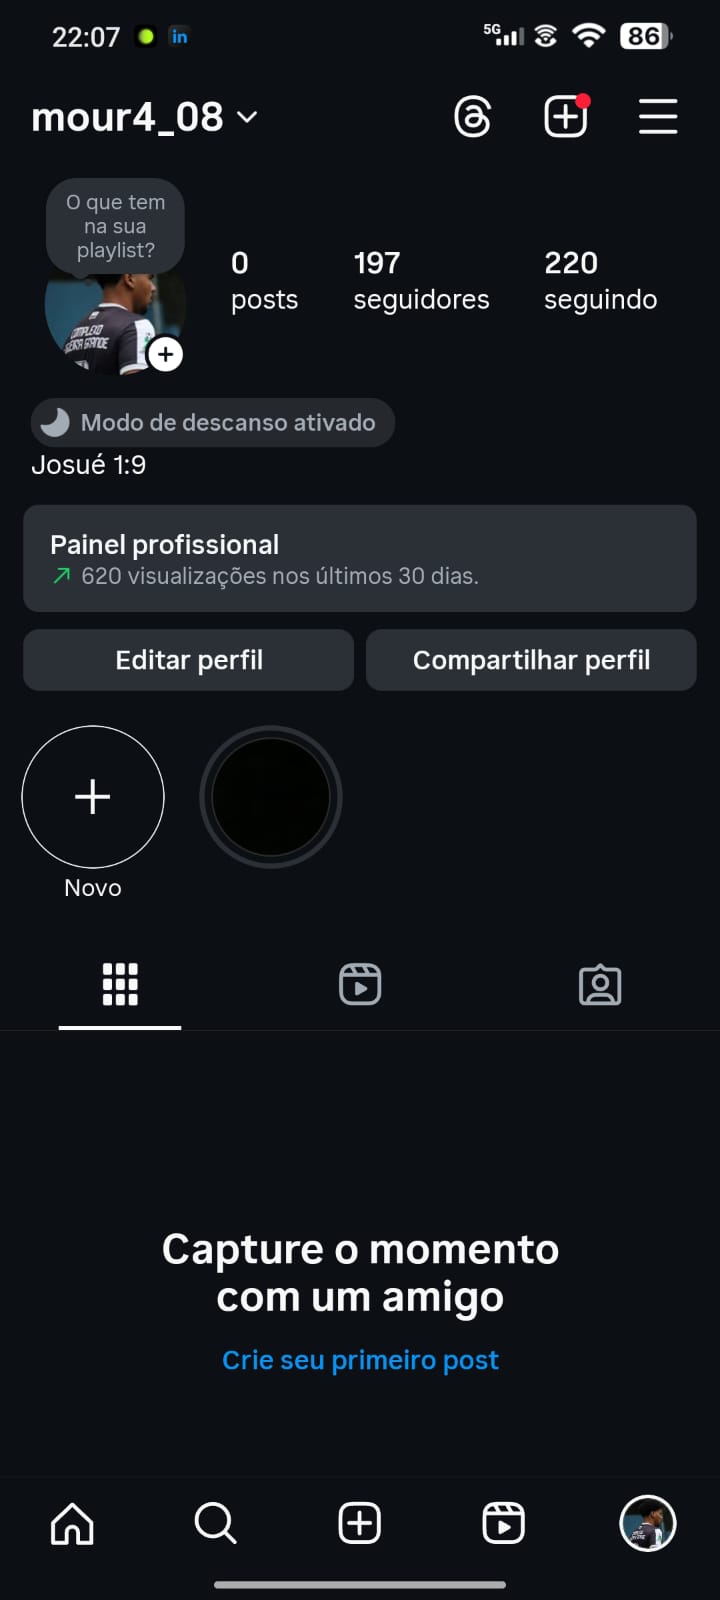 22:07
in
5G
86
mour4_08
O que tem
na sua
playlist?
0
posts
197
seguidores
220
seguindo
COMPLEXO
GRANDE
Modo de descanso ativado
Josué 1:9
Painel profissional
620 visualizações nos últimos 30 dias.
Editar perfil
Compartilhar perfil
Novo
Capture o momento
com um amigo
Crie seu primeiro post